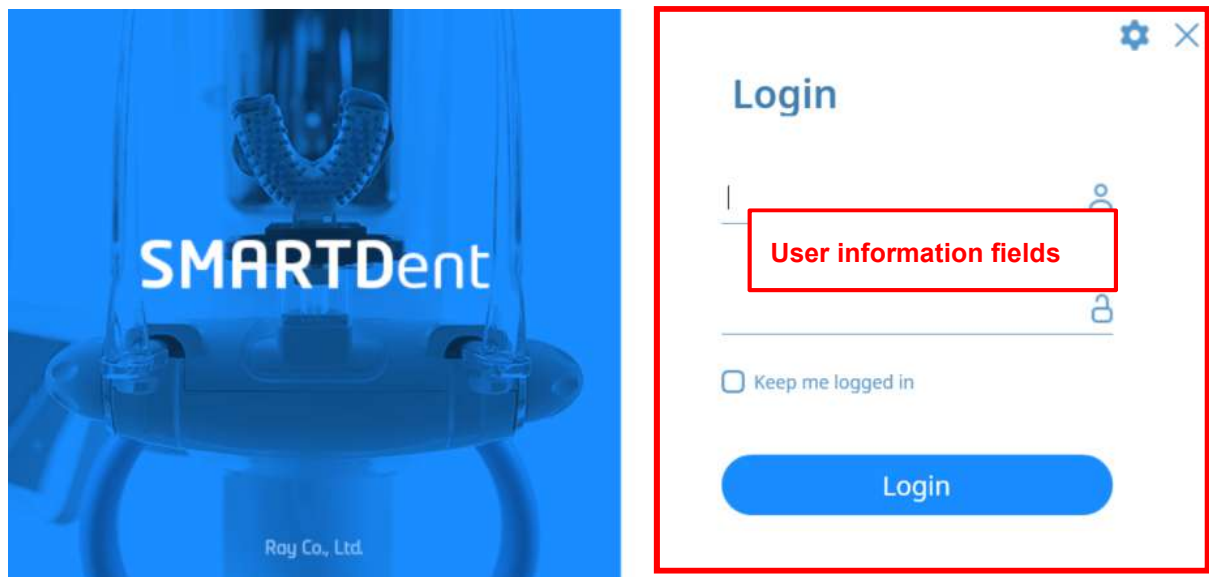 SMARTDent
Ray Co., Ltd.
Login
User information fields
Keep me logged in
Login